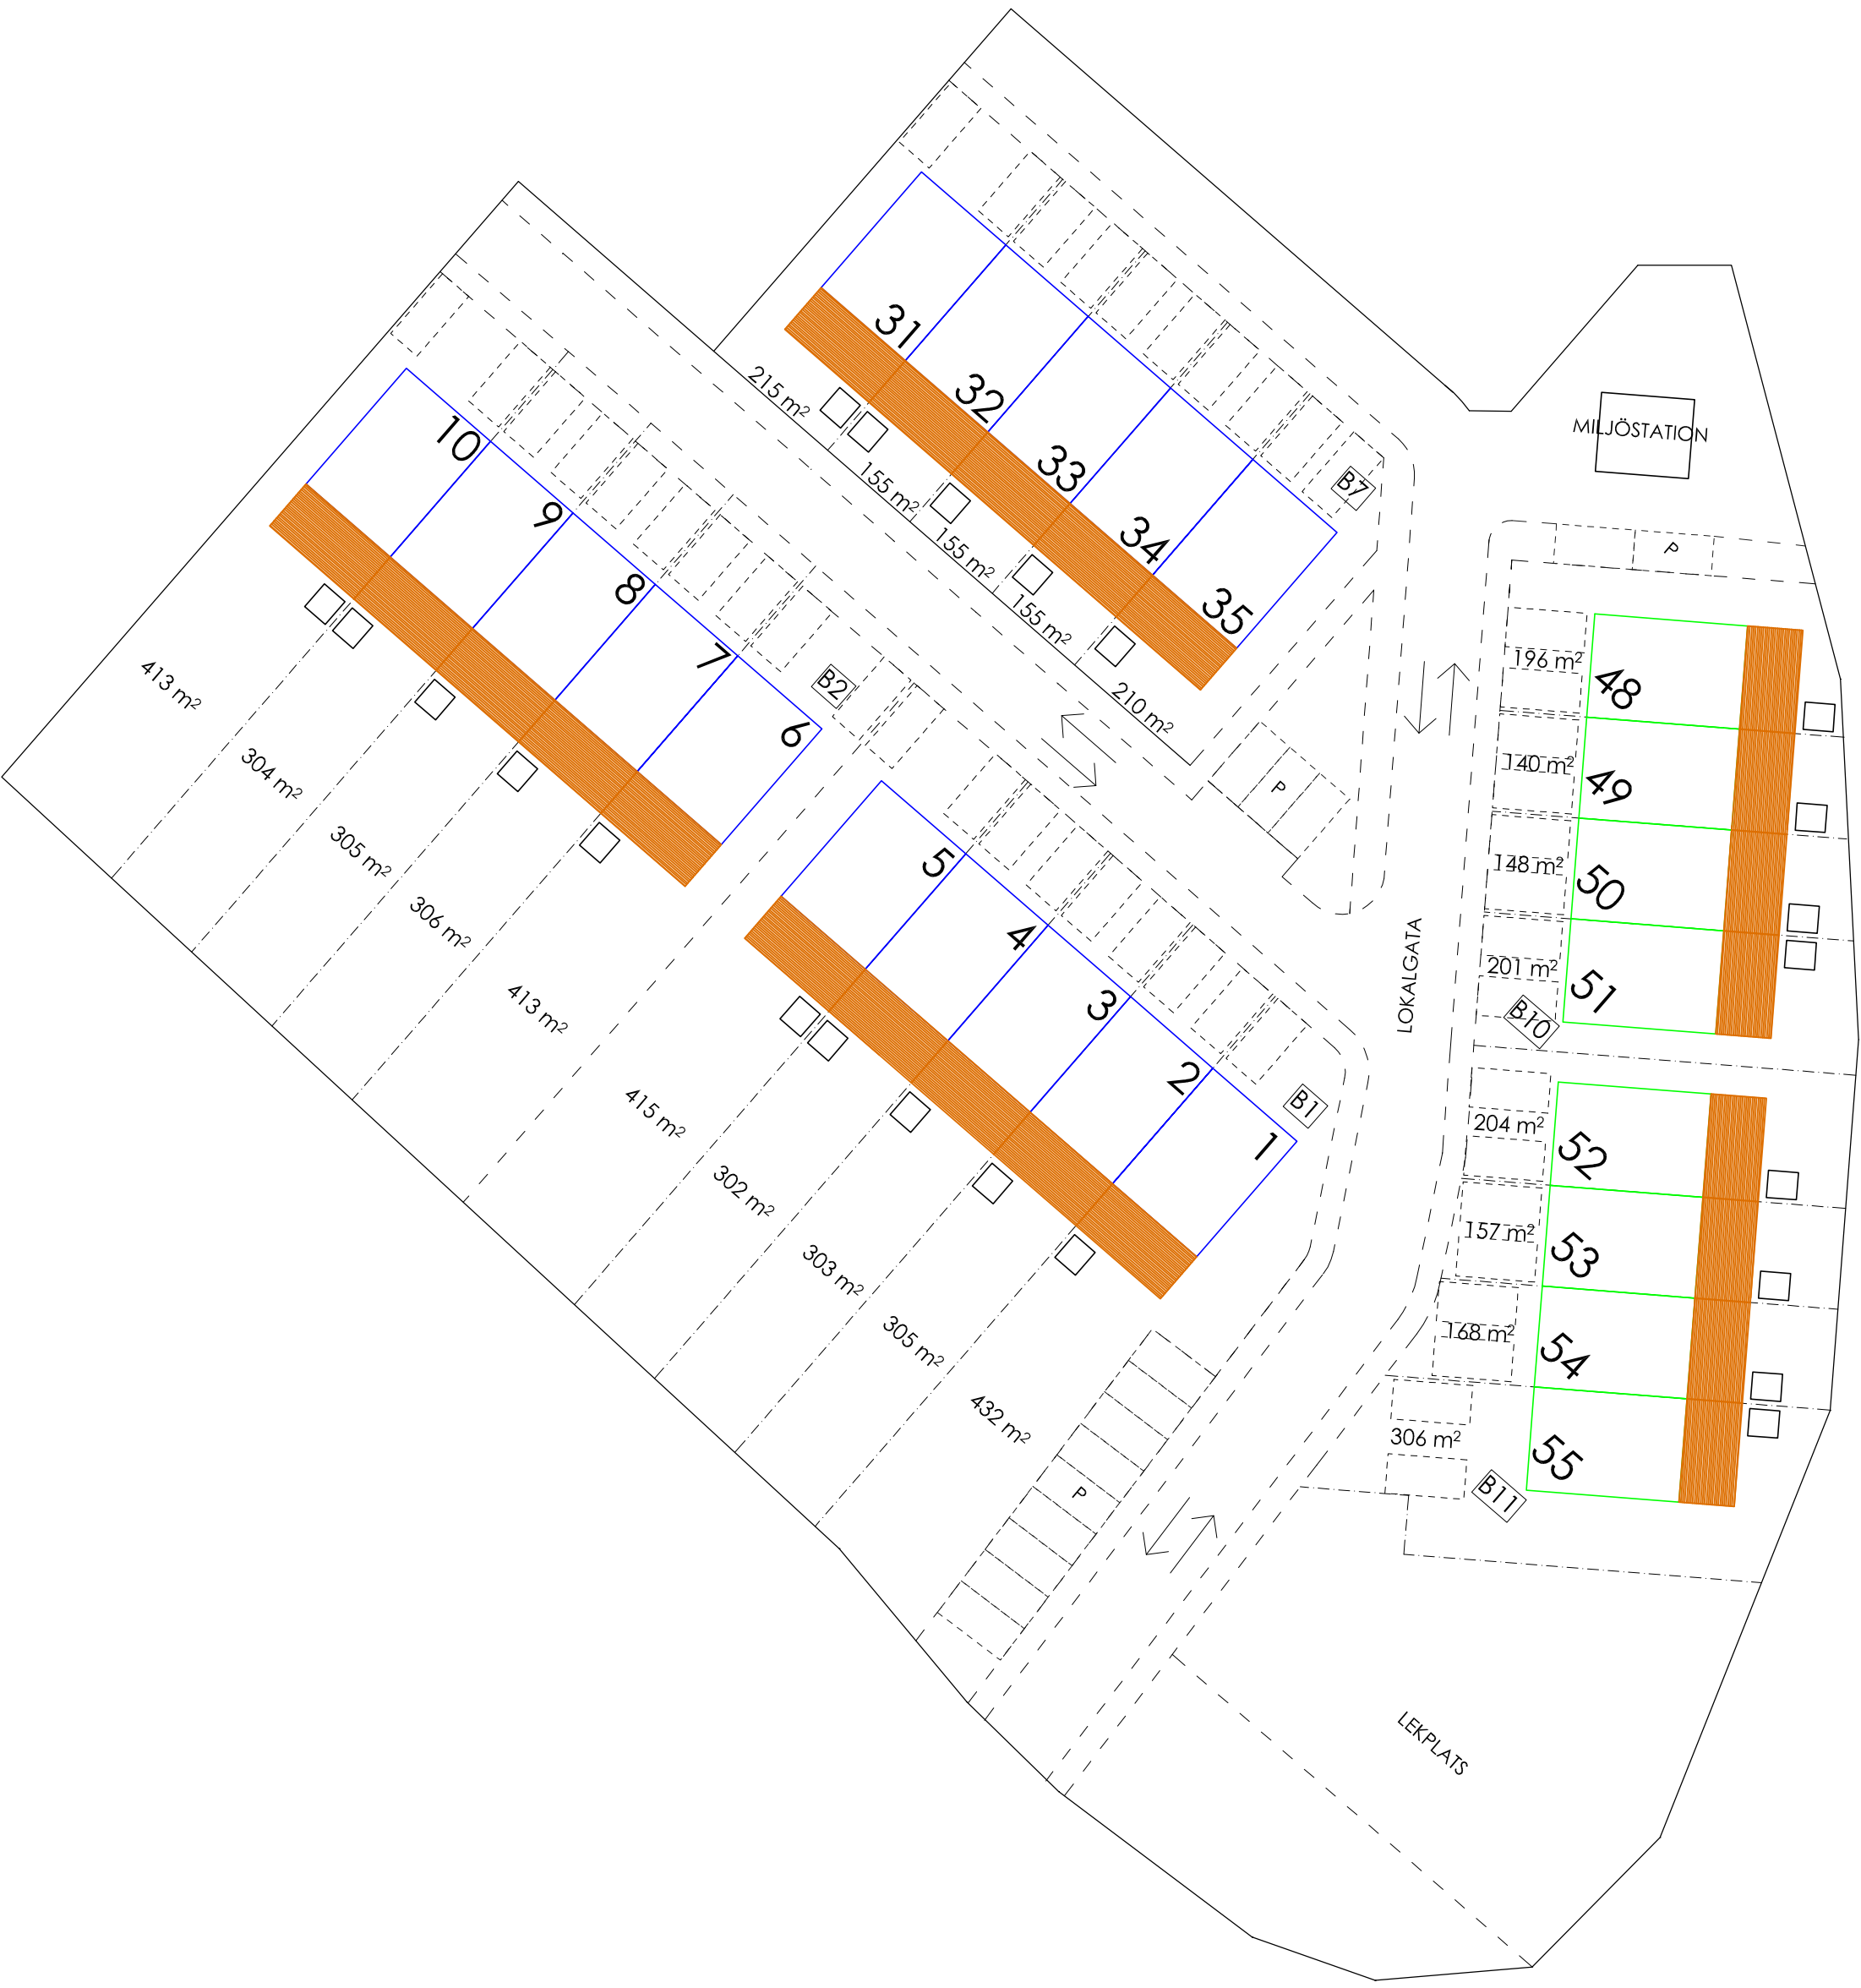 31
32
33
34
35
215 m²
155 m²
155 m²
155 m²
210 m²
B7
MILJÖSTATION
P
10
9
8
7
6
B2
413 m²
304 m²
305 m²
306 m²
413 m²
P
LOKALGATA
196 m²
48
140 m²
49
148 m²
50
201 m²
51
B10
5
4
3
2
1
B1
415 m²
302 m²
303 m²
305 m²
432 m²
P
204 m²
52
157 m²
53
168 m²
54
306 m²
55
B11
LEKPLATS